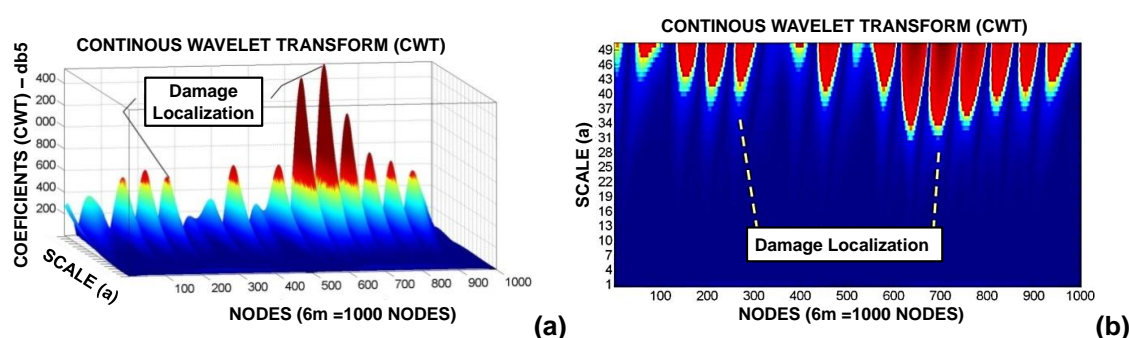 CONTINOUS WAVELET TRANSFORM (CWT)
COEFICIENTS (CWT) – db5
400
200
000
800
600
400
200
Damage
Localization
SCALE (a)
100 200 300 400 500 600 700 800 900 1000
NODES (6m =1000 NODES)
(a)
CONTINOUS WAVELET TRANSFORM (CWT)
SCALE (a)
49
46
43
40
37
34
31
28
25
22
19
16
13
10
7
4
1
Damage Localization
100 200 300 400 500 600 700 800 900 1000
NODES (6m =1000 NODES)
(b)